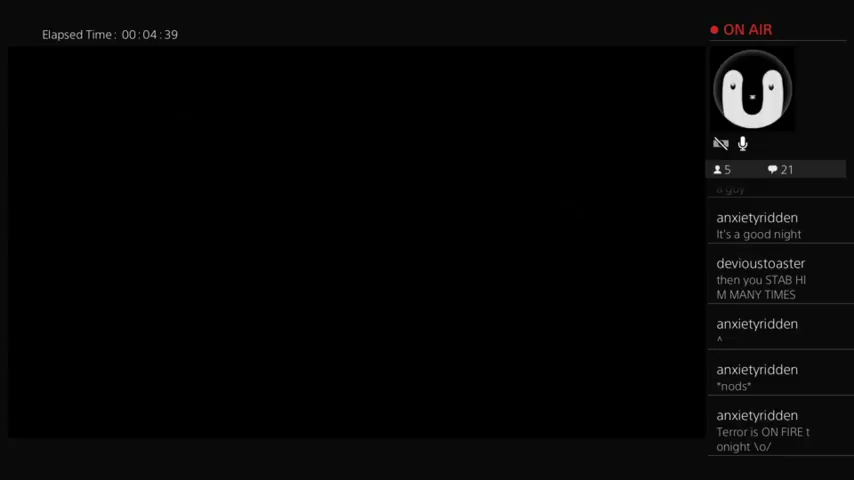 Elapsed Time: 00:04:39
ON AIR
5 21
a guy
anxietyridden
It's a good night
devioustoaster
then you STAB HI
M MANY TIMES
anxietyridden
^
anxietyridden
*nods*
anxietyridden
Terror is ON FIRE t
onight \o/